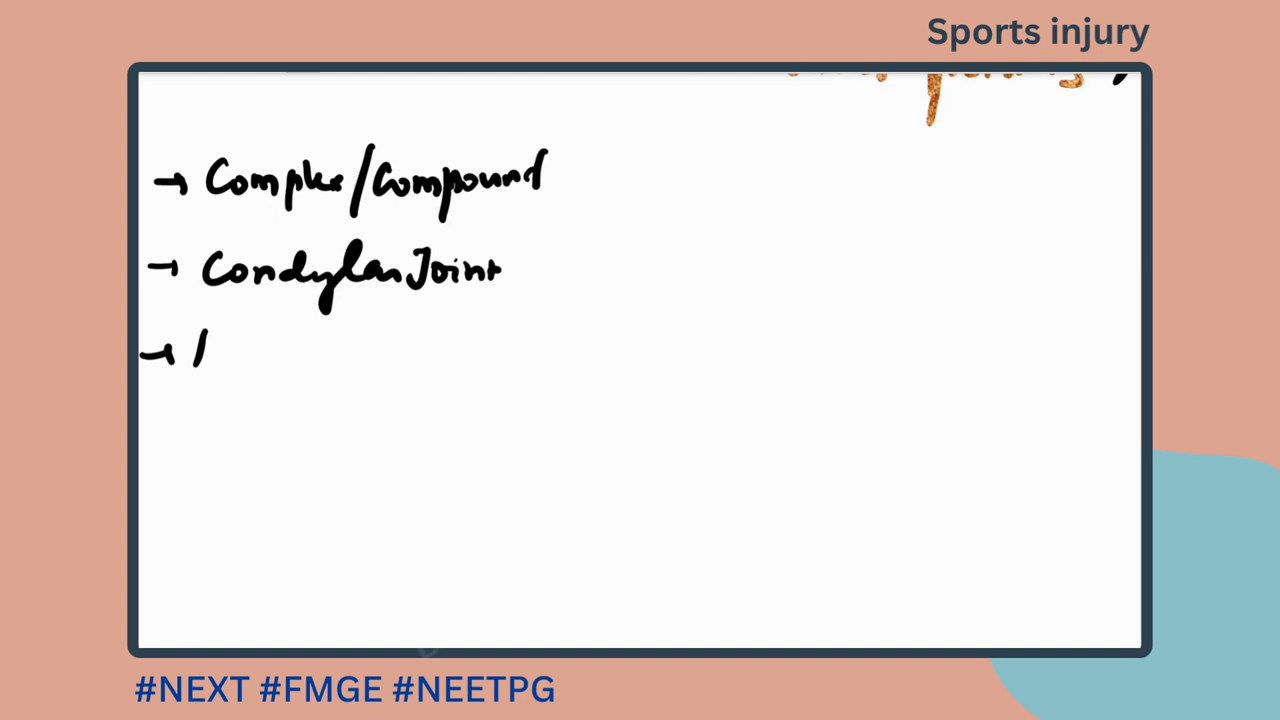 Sports injury
→ Complex/Compound
→ Condylar Joint
→
#NEXT #FMGE #NEETPG